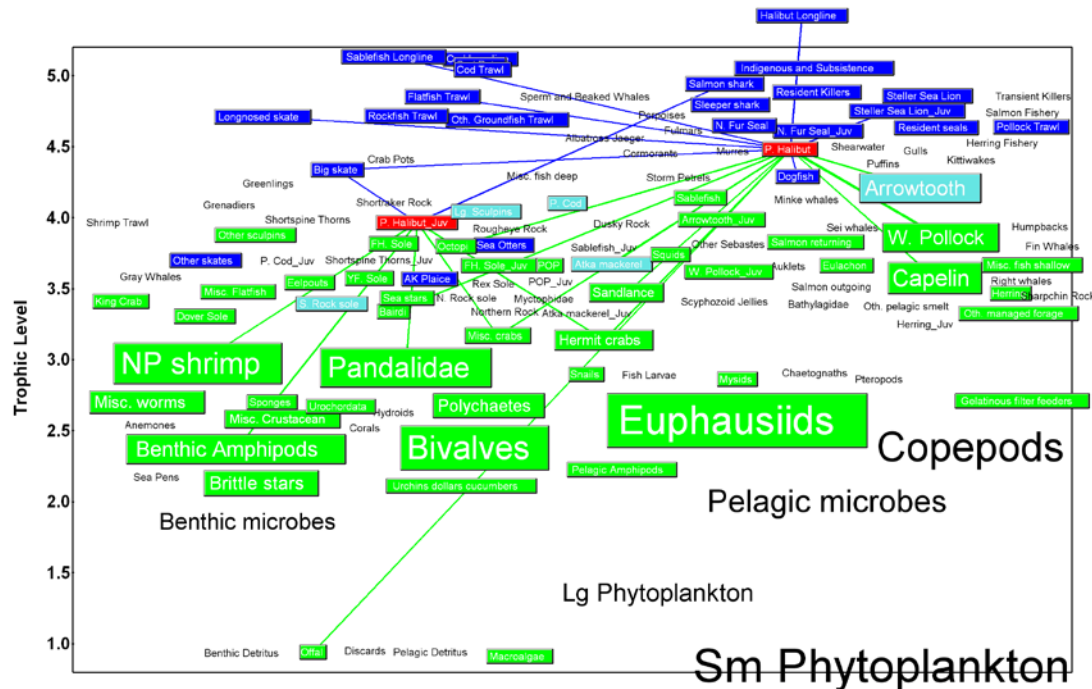 Halibut Longline
Sablefish Longline
Cod Trawl
Indigenous and Subsistence
5.0
Salmon shark
Flatfish Trawl
Sperm and Beaked Whales
Sleeper shark
Resident Killers
Steller Sea Lion
Transient Killers
Longnosed skate
Rockfish Trawl
Oth. Groundfish Trawl
Porpoises
Steller Sea Lion_Juv
Salmon Fishery
Fulmars
N. Fur Seal
N. Fur Seal_Juv
Resident seals
Pollock Trawl
Albatross Jaeger
4.5
Crab Pots
Cormorants
Murres
P. Halibut
Shearwater
Gulls
Herring Fishery
Big skate
Kittiwakes
Puffins
Greenlings
Misc. fish deep
Storm Petrels
Dogfish
Arrowtooth
Grenadiers
Shortraker Rock
Sablefish
Minke whales
4.0
Shrimp Trawl
Shortspine Thorns
P. Halibut_Juv
Lg. Sculpins
P. Cod
Dusky Rock
Arrowtooth_Juv
Sei whales
Humpbacks
Other sculpins
FH. Sole
Octopi
Rougheye Rock
Sea Otters
Sablefish_Juv
Other Sebastes
Salmon returning
W. Pollock
Fin Whales
Other skates
P. Cod_Juv
Shortspine Thorns_Juv
FH. Sole_Juv
POP
Atka mackerel
Squids
W. Pollock_Juv
Auklets
Eulachon
Misc. fish shallow
Gray Whales
Eelpouts
YF. Sole
AK Plaice
Rex Sole
POP_Juv
Salmon outgoing
Capelin
Right whales
3.5
King Crab
Misc. Flatfish
S. Rock sole
Sea stars
N. Rock sole
Myctophidae
Sandlance
Scyphozoid Jellies
Bathylagidae
Herring
Sharpchin Rock
Dover Sole
Bairdi
Northern Rock
Atka mackerel_Juv
Oth. pelagic smelt
Oth. managed forage
Herring_Juv
Misc. crabs
Hermit crabs
NP shrimp
Pandalidae
3.0
Snails
Fish Larvae
Mysids
Chaetognaths
Pteropods
Misc. worms
Sponges
Urochordata
Polychaetes
Gelatinous filter feeders
Misc. Crustacean
Hydroids
Anemones
Corals
2.5
Benthic Amphipods
Bivalves
Euphausiids
Copepods
Sea Pens
Brittle stars
Urchins dollars cucumbers
Pelagic Amphipods
2.0
Benthic microbes
Pelagic microbes
1.5
Lg Phytoplankton
1.0
Benthic Detritus
Offal
Discards
Pelagic Detritus
Macroalgae
Sm Phytoplankton
Trophic Level